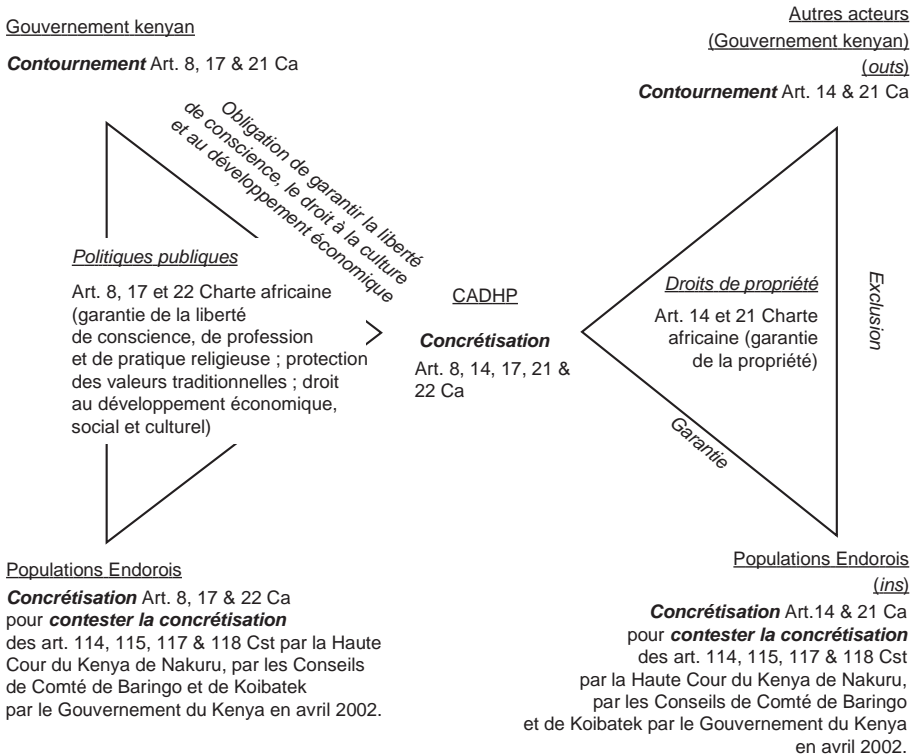 Gouvernement kenyan
Contournement Art. 8, 17 & 21 Ca
Autres acteurs
(Gouvernement kenyan)
(outs)
Contournement Art. 14 & 21 Ca
Obligation de garantir la liberté
de conscience, le droit à la culture
et au développement économique
Politiques publiques
Art. 8, 17 et 22 Charte africaine
(garantie de la liberté
de conscience, de profession
et de pratique religieuse ; protection
des valeurs traditionnelles ; droit
au développement économique,
social et culturel)
CADHP
Concrétisation
Art. 8, 14, 17, 21 &
22 Ca
Droits de propriété
Art. 14 et 21 Charte
africaine (garantie
de la propriété)
Exclusion
Garantie
Populations Endorois
Concrétisation Art. 8, 17 & 22 Ca
pour contester la concrétisation
des art. 114, 115, 117 & 118 Cst par la Haute
Cour du Kenya de Nakuru, par les Conseils
de Comté de Baringo et de Koibatek
par le Gouvernement du Kenya en avril 2002.
Populations Endorois
(ins)
Concrétisation Art.14 & 21 Ca
pour contester la concrétisation
des art. 114, 115, 117 & 118 Cst
par la Haute Cour du Kenya de Nakuru,
par les Conseils de Comté de Baringo
et de Koibatek par le Gouvernement du Kenya
en avril 2002.